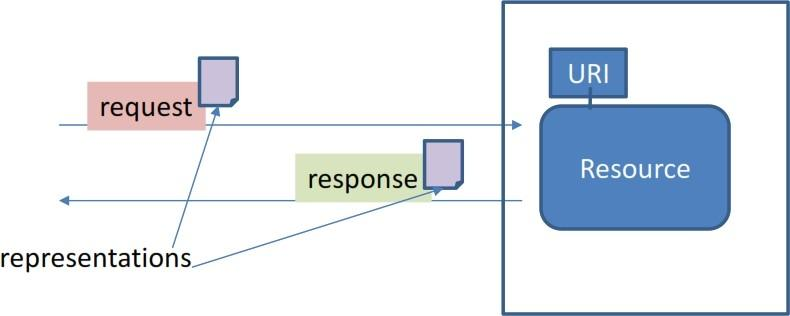 URI
request
Resource
response
representations